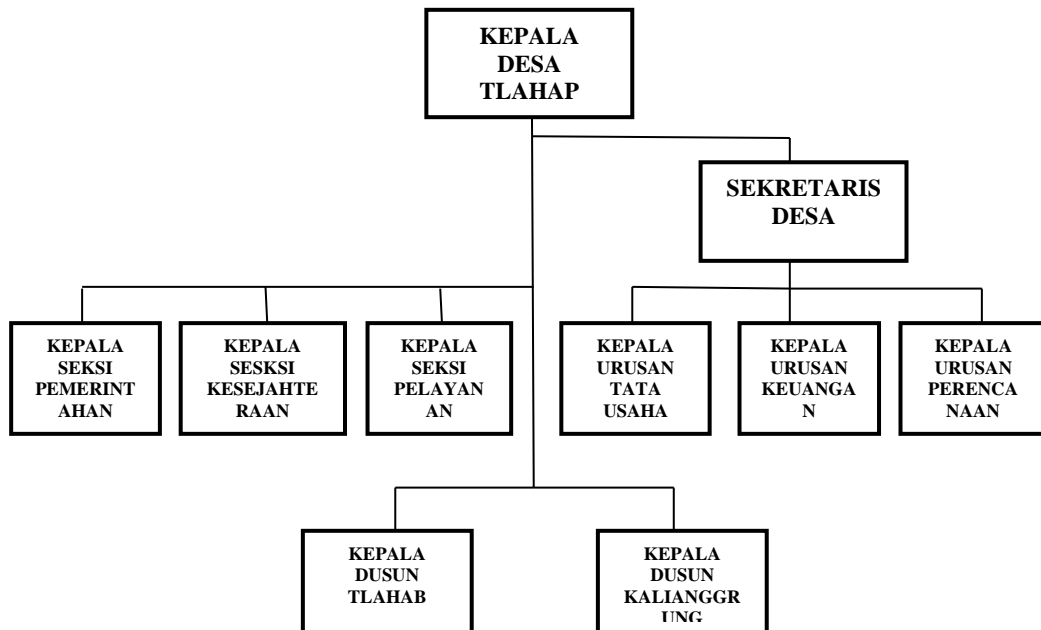 KEPALA
DESA
TLAHAP
SEKRETARIS
DESA
KEPALA
SEKSI
PEMERINT
AHAN
KEPALA
SESKSI
KESEJAHTE
RAAN
KEPALA
SEKSI
PELAYAN
AN
KEPALA
URUSAN
TATA
USAHA
KEPALA
URUSAN
KEUANGA
N
KEPALA
URUSAN
PERENCA
NAAN
KEPALA
DUSUN
TLAHAB
KEPALA
DUSUN
KALIANGGR
UNG